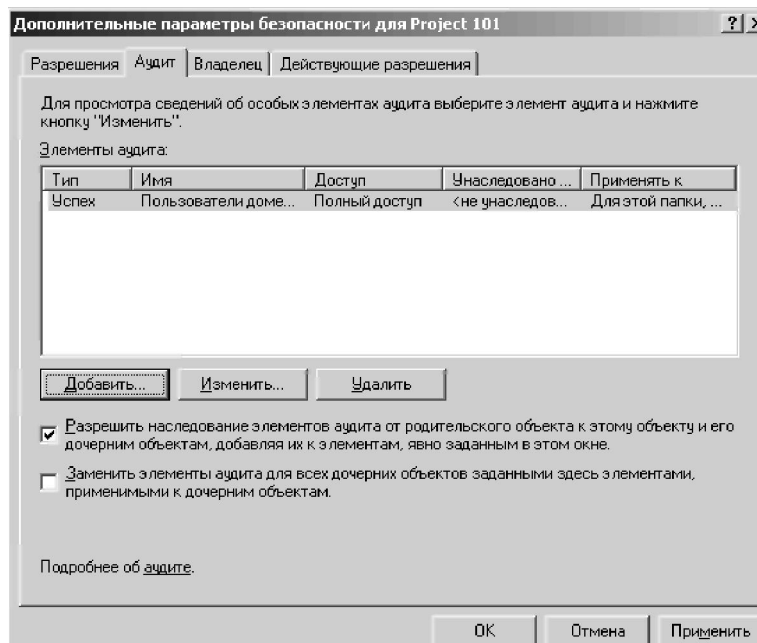 Дополнительные параметры безопасности для Project 101
Разрешения Аудит Владелец Действующие разрешения
Для просмотра сведений об особых элементах аудита выберите элемент аудита и нажмите
кнопку "Изменить".
Элементы аудита:
Тип Имя Доступ Унаследовано ... Применять к
Успех Пользователи доме... Полный доступ <не унаследов... Для этой папки, ...
Добавить... Изменить... Удалить
Разрешить наследование элементов аудита от родительского объекта к этому объекту и его
дочерним объектам, добавляя их к элементам, явно заданным в этом окне.
Заменить элементы аудита для всех дочерних объектов заданными здесь элементами,
применимыми к дочерним объектам.
Подробнее об аудите.
OK Отмена Применить